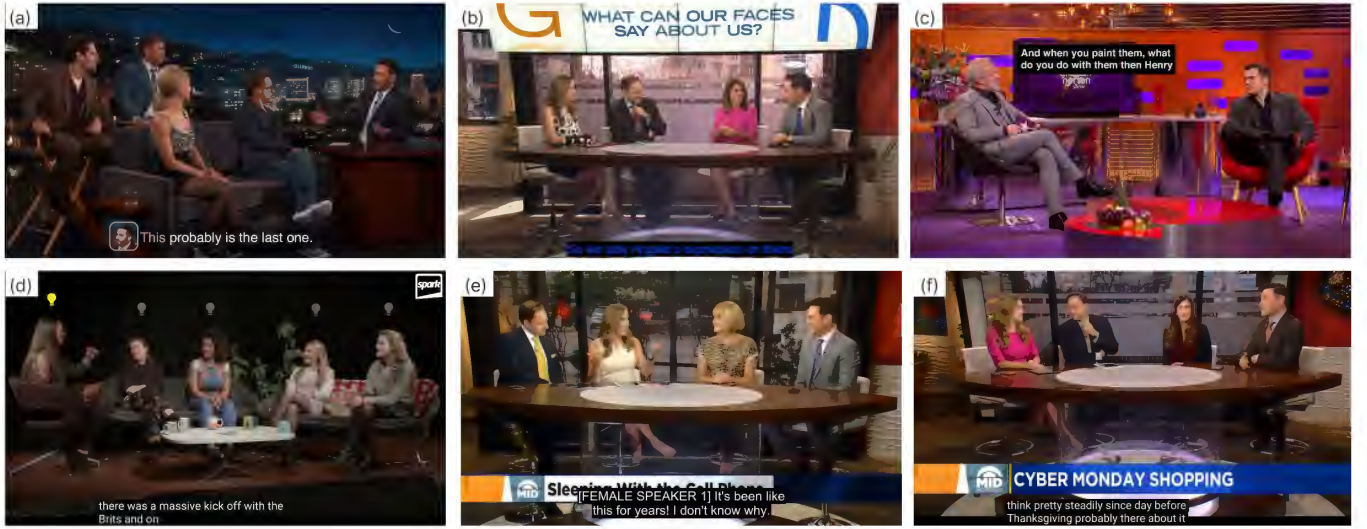 (a)
This probably is the last one.
(b)
WHAT CAN OUR FACES
SAY ABOUT US?
(c)
And when you paint them, what
do you do with them then Henry
norton
(d)
spark
there was a massive kick off with the
Brits and on
(e)
MID
Sleeping With the Cell Phone
[FEMALE SPEAKER 1] It's been like
this for years! I don't know why.
(f)
MID
CYBER MONDAY SHOPPING
think pretty steadily since day before
Thanksgiving probably there about it